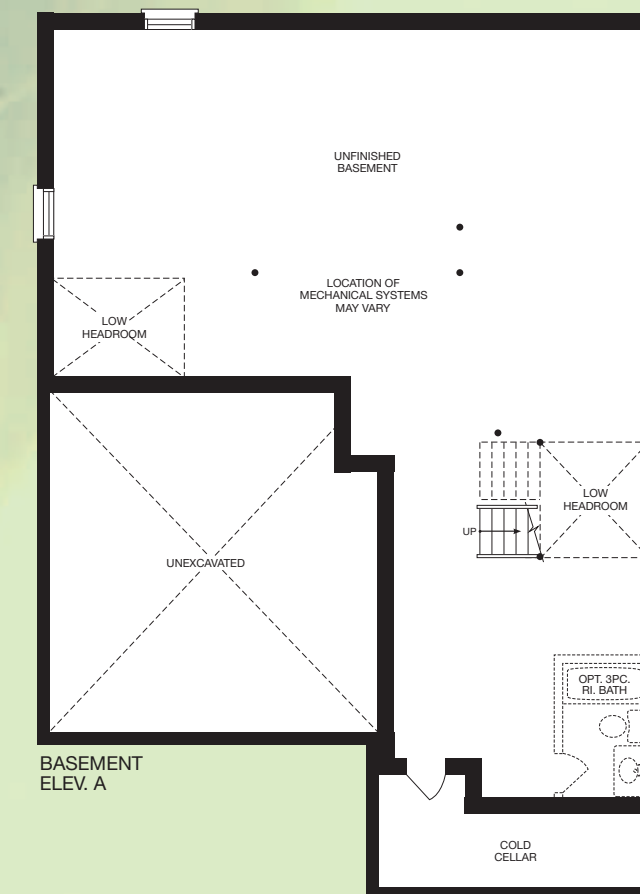 UNFINISHED
BASEMENT
LOCATION OF
MECHANICAL SYSTEMS
MAY VARY
LOW
HEADROOM
LOW
HEADROOM
UP
UNEXCAVATED
OPT. 3PC.
RI. BATH
BASEMENT
ELEV. A
COLD
CELLAR